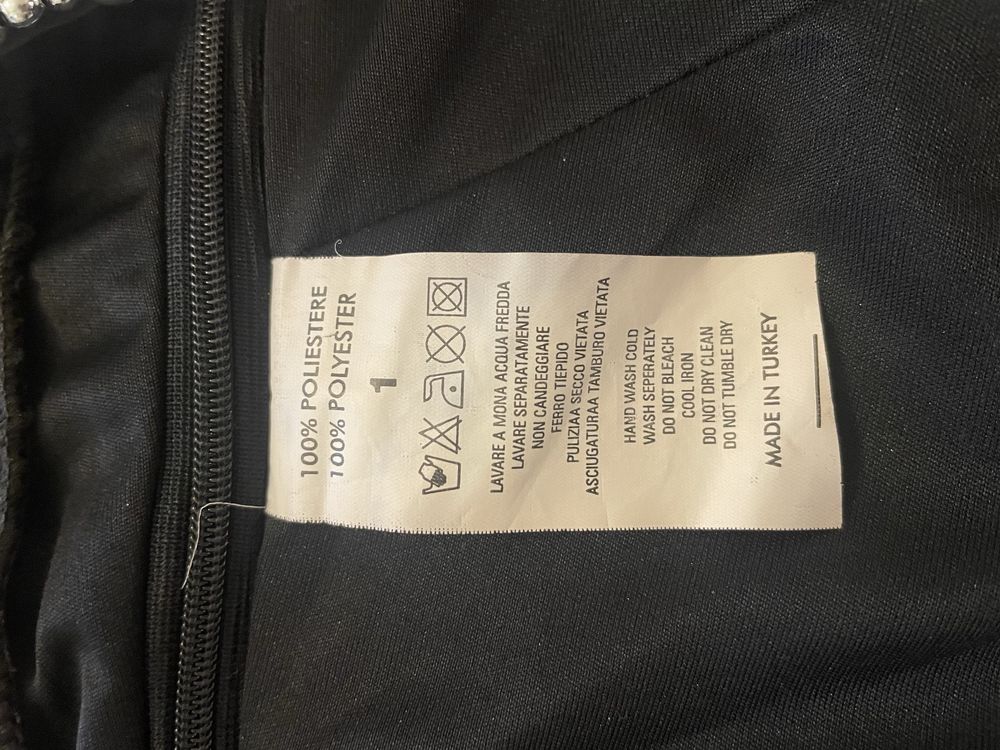 100% POLIESTERE
100% POLYESTER
1
LAVARE A MONA ACQUA FREDDA
LAVARE SEPARATAMENTE
NON CANDEGGIARE
FERRO TIEPIDO
PULIZIAA SECCO VIETATA
ASCIUGATURAA TAMBURO VIETATA
HAND WASH COLD
WASH SEPERATELY
DO NOT BLEACH
COOL IRON
DO NOT DRY CLEAN
DO NOT TUMBLE DRY
MADE IN TURKEY